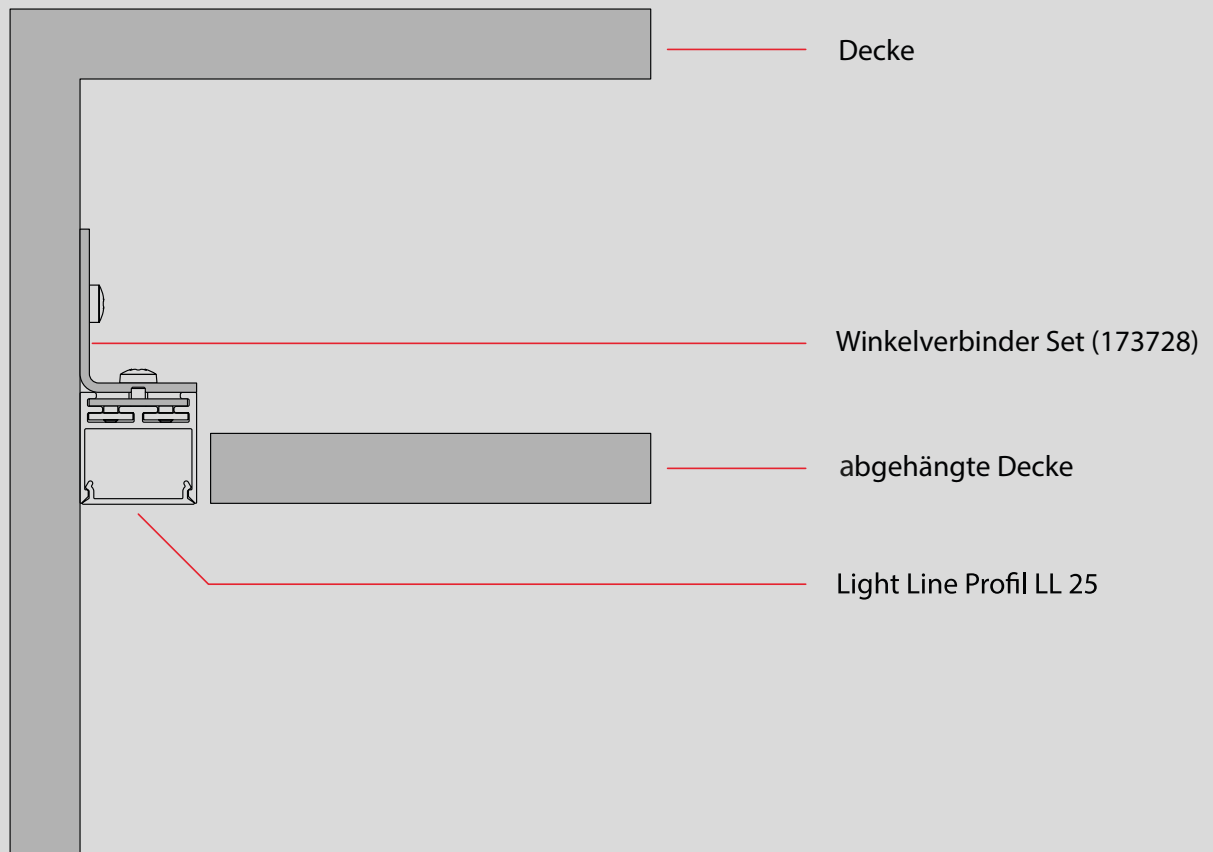 Decke
Winkelverbinder Set (173728)
abgehängte Decke
Light Line Profil LL 25